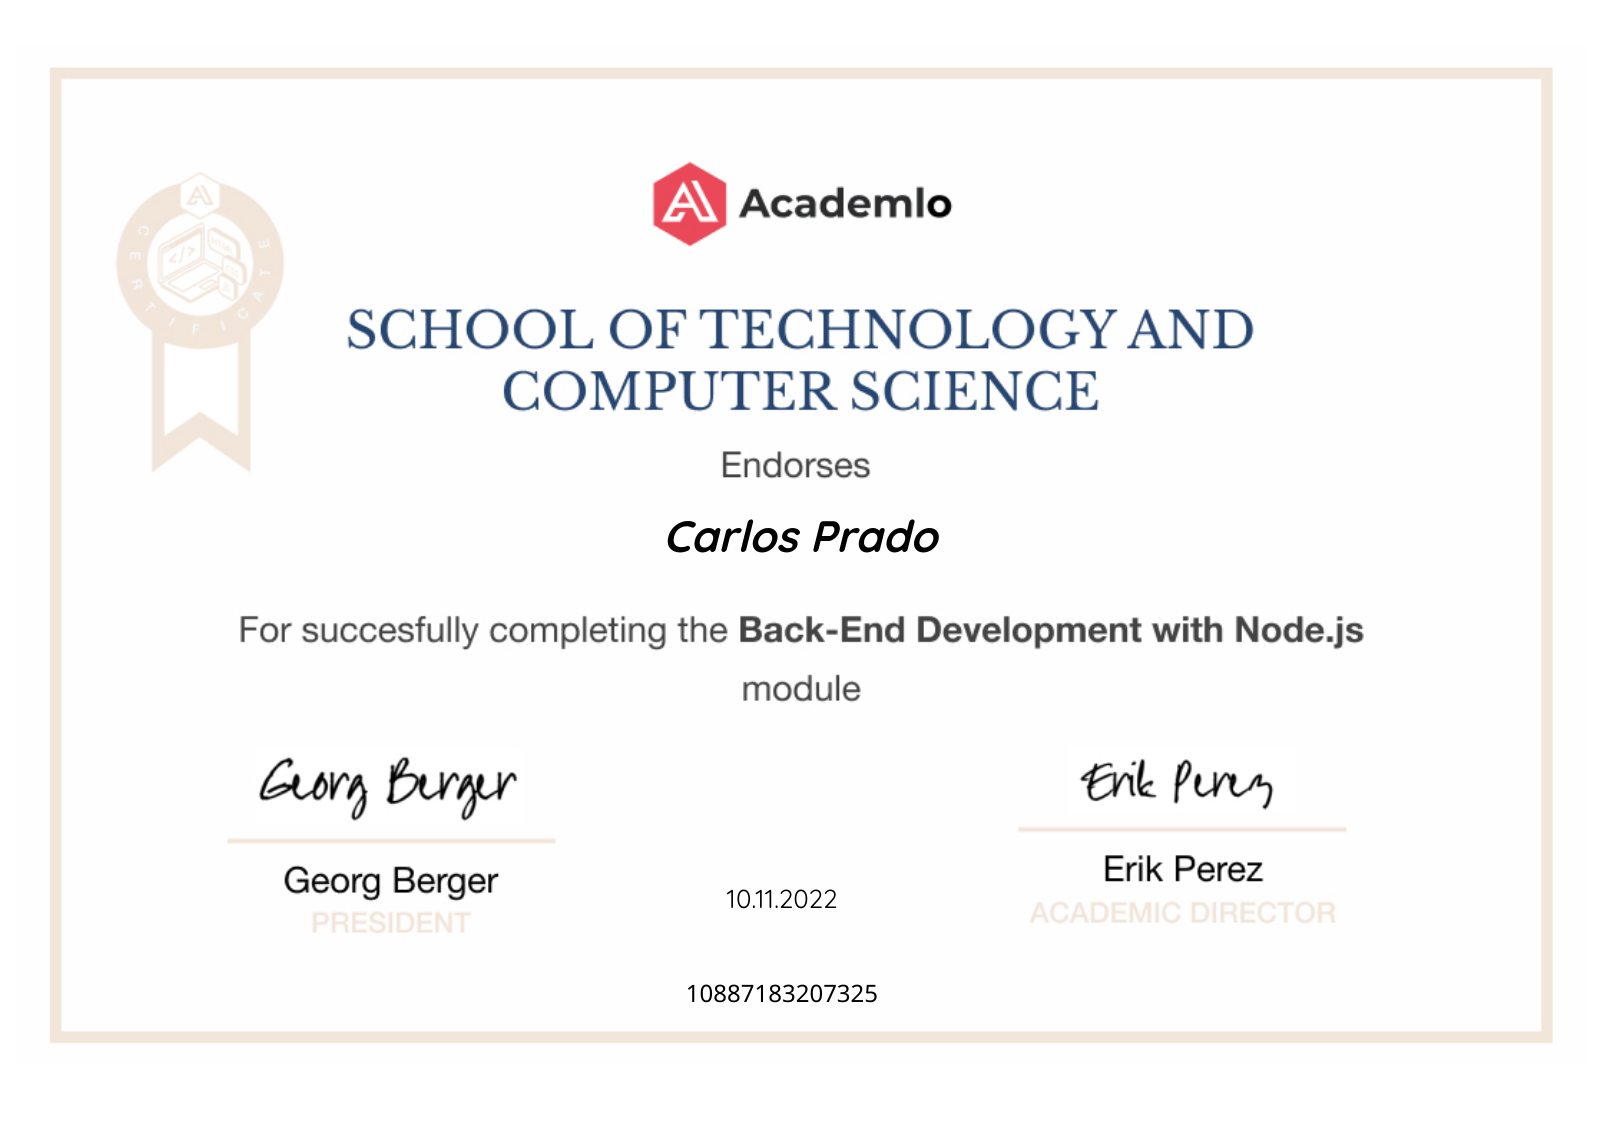 Academlo
CERTIFICATE
SCHOOL OF TECHNOLOGY AND
COMPUTER SCIENCE
Endorses
Carlos Prado
For succesfully completing the Back-End Development with Node.js
module
Georg Berger
Erik Perez
Georg Berger
Erik Perez
PRESIDENT
10.11.2022
ACADEMIC DIRECTOR
10887183207325